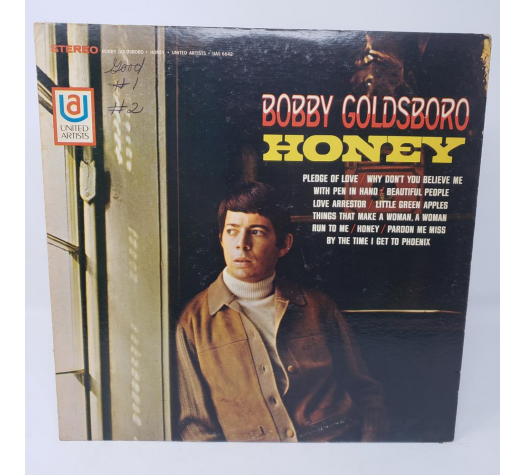 STEREO BOBBY GOLDSBORO • HONEY • UNITED ARTISTS • UAS 6642
Good
#1
#2
UA
UNITED
ARTISTS
BOBBY GOLDSBORO
HONEY
PLEDGE OF LOVE / WHY DON'T YOU BELIEVE ME
WITH PEN IN HAND / BEAUTIFUL PEOPLE
LOVE ARRESTOR / LITTLE GREEN APPLES
THINGS THAT MAKE A WOMAN, A WOMAN
RUN TO ME / HONEY / PARDON ME MISS
BY THE TIME I GET TO PHOENIX